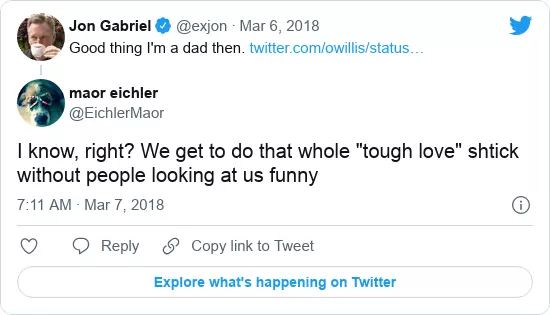 Jon Gabriel @exjon · Mar 6, 2018
Good thing I'm a dad then. twitter.com/owillis/status…
maor eichler
@EichlerMaor
I know, right? We get to do that whole "tough love" shtick
without people looking at us funny
7:11 AM · Mar 7, 2018
Reply Copy link to Tweet
Explore what's happening on Twitter